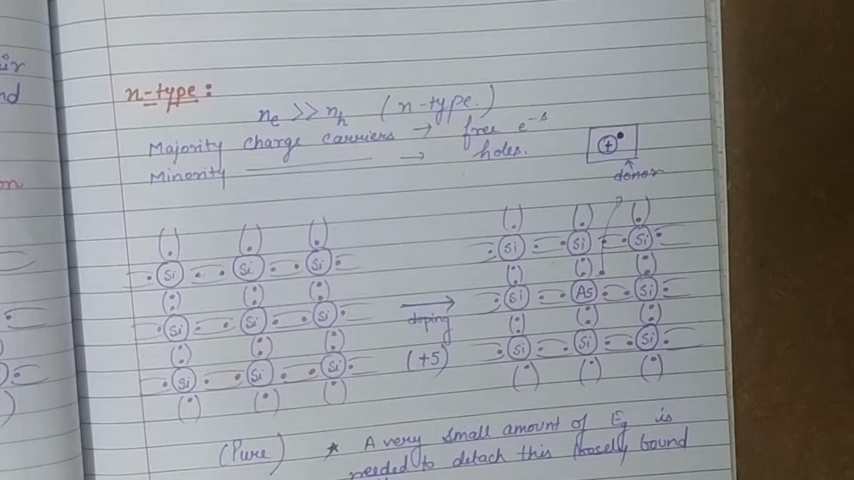 n-type :
nₑ >> nₕ (n-type.)
Majority charge carriers → free e⁻ˢ
Minority ———— → holes.
+
donor
Si Si Si
Si Si Si
Si Si Si
doping
(+5)
Si Si Si
Si As Si
Si Si Si
(Pure)
* A very small amount of Eg is
needed to detach this loosely bound